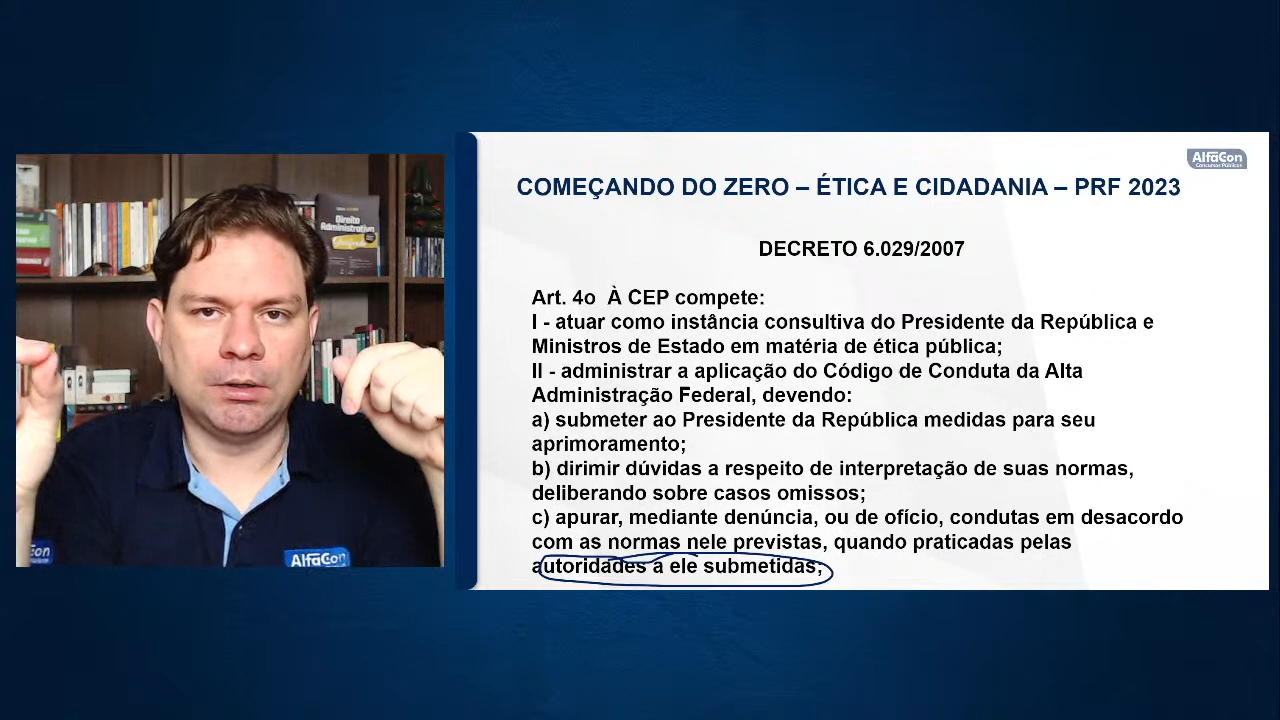 AlfaCon
Concursos Públicos
COMEÇANDO DO ZERO – ÉTICA E CIDADANIA – PRF 2023
DECRETO 6.029/2007
Art. 4o  À CEP compete:
I - atuar como instância consultiva do Presidente da República e
Ministros de Estado em matéria de ética pública;
II - administrar a aplicação do Código de Conduta da Alta
Administração Federal, devendo:
a) submeter ao Presidente da República medidas para seu
aprimoramento;
b) dirimir dúvidas a respeito de interpretação de suas normas,
deliberando sobre casos omissos;
c) apurar, mediante denúncia, ou de ofício, condutas em desacordo
com as normas nele previstas, quando praticadas pelas
autoridades a ele submetidas;
Direito
Administrativo
AlfaCon